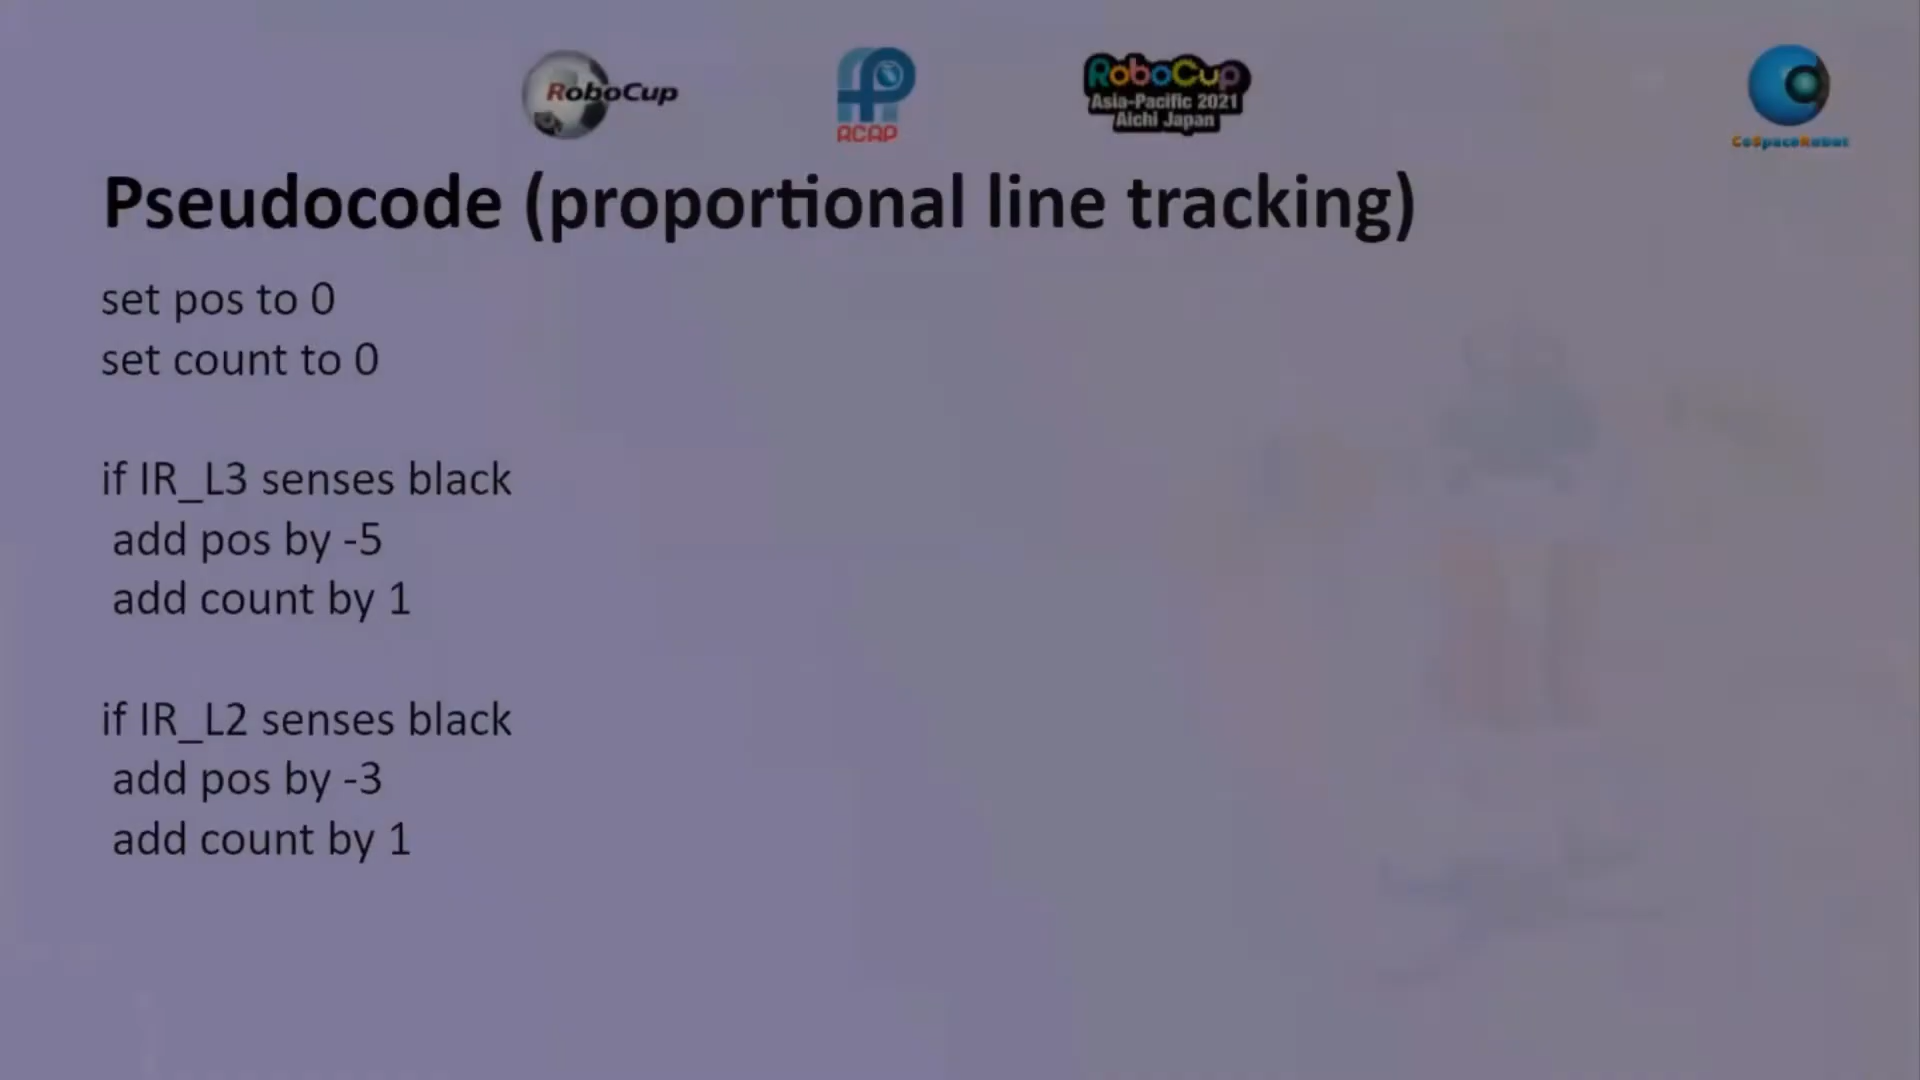 RoboCup
RCAP
RoboCup
Asia-Pacific 2021
Aichi Japan
CoSpaceRobot
Pseudocode (proportional line tracking)
set pos to 0
set count to 0
if IR_L3 senses black
add pos by -5
add count by 1
if IR_L2 senses black
add pos by -3
add count by 1